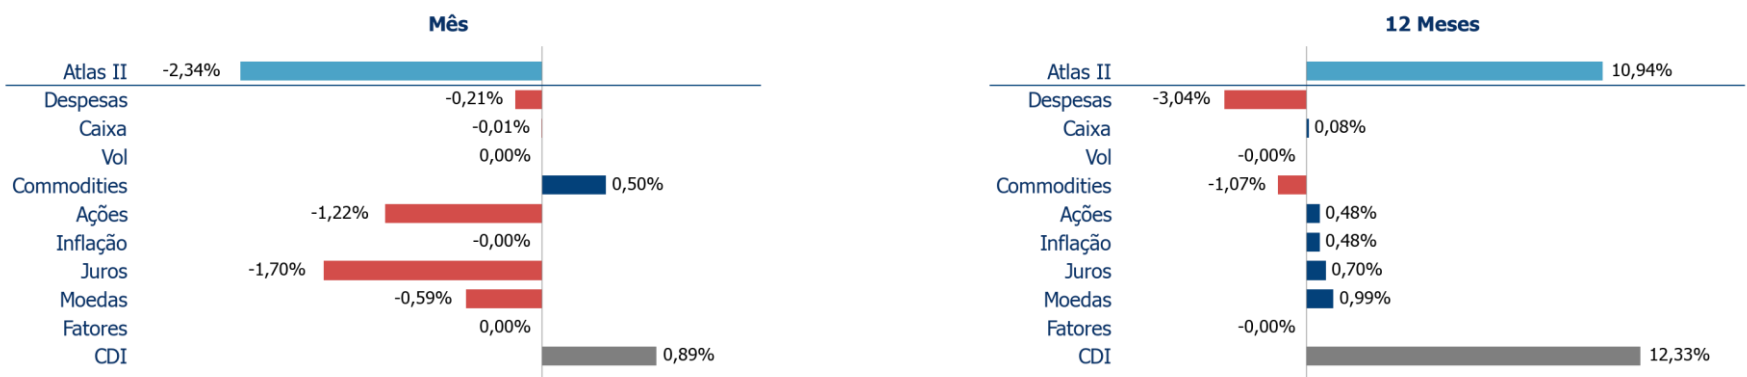 Mês
Atlas II -2,34%
Despesas -0,21%
Caixa -0,01%
Vol 0,00%
Commodities 0,50%
Ações -1,22%
Inflação -0,00%
Juros -1,70%
Moedas -0,59%
Fatores 0,00%
CDI 0,89%
12 Meses
Atlas II 10,94%
Despesas -3,04%
Caixa 0,08%
Vol -0,00%
Commodities -1,07%
Ações 0,48%
Inflação 0,48%
Juros 0,70%
Moedas 0,99%
Fatores -0,00%
CDI 12,33%